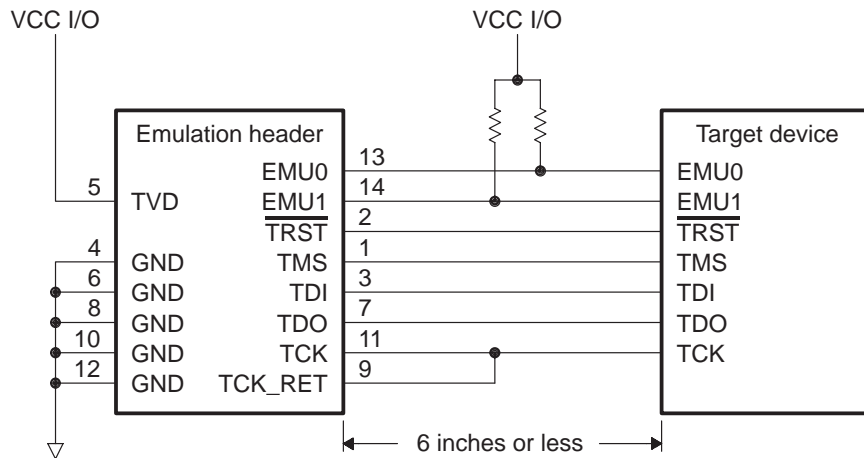 VCC I/O
VCC I/O
Emulation header
Target device
13
EMU0
EMU0
5
TVD
14
EMU1
EMU1
2
TRST
TRST
4
GND
TMS
1
TMS
6
GND
TDI
3
TDI
8
GND
TDO
7
TDO
10
GND
TCK
11
TCK
12
GND
TCK_RET
9
6 inches or less